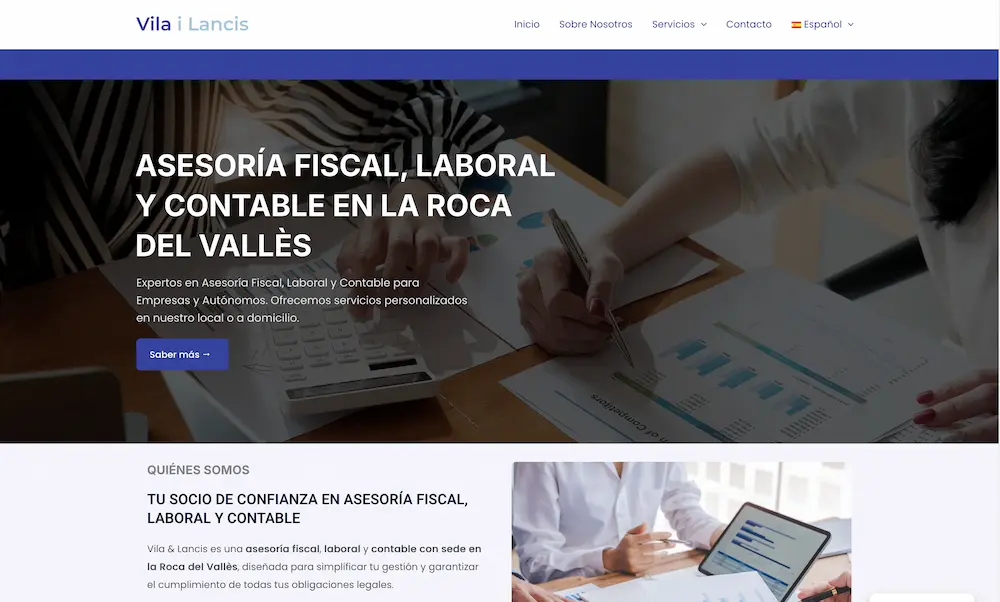 Vila i Lancis
Inicio
Sobre Nosotros
Servicios
Contacto
Español
ASESORÍA FISCAL, LABORAL
Y CONTABLE EN LA ROCA
DEL VALLÈS
Expertos en Asesoría Fiscal, Laboral y Contable para
Empresas y Autónomos. Ofrecemos servicios personalizados
en nuestro local o a domicilio.
Saber más →
of Competitors
QUIÉNES SOMOS
TU SOCIO DE CONFIANZA EN ASESORÍA FISCAL,
LABORAL Y CONTABLE
Vila & Lancis es una asesoría fiscal, laboral y contable con sede en
la Roca del Vallès, diseñada para simplificar tu gestión y garantizar
el cumplimiento de todas tus obligaciones legales.